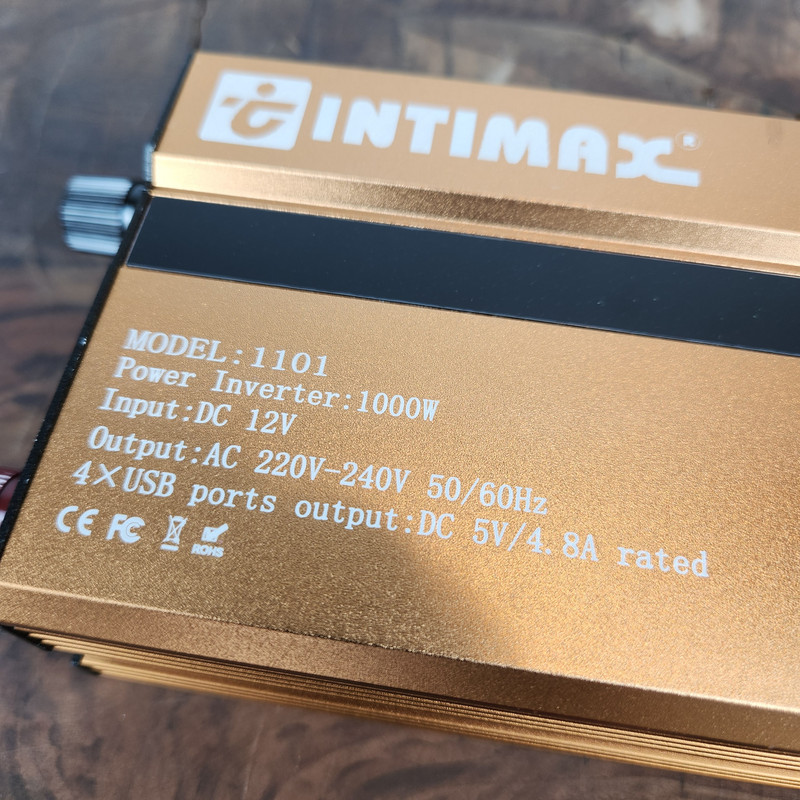 INTIMAX®
MODEL:1101
Power Inverter:1000W
Input:DC 12V
Output:AC 220V-240V 50/60Hz
4×USB ports output:DC 5V/4.8A rated
CE FC ROHS